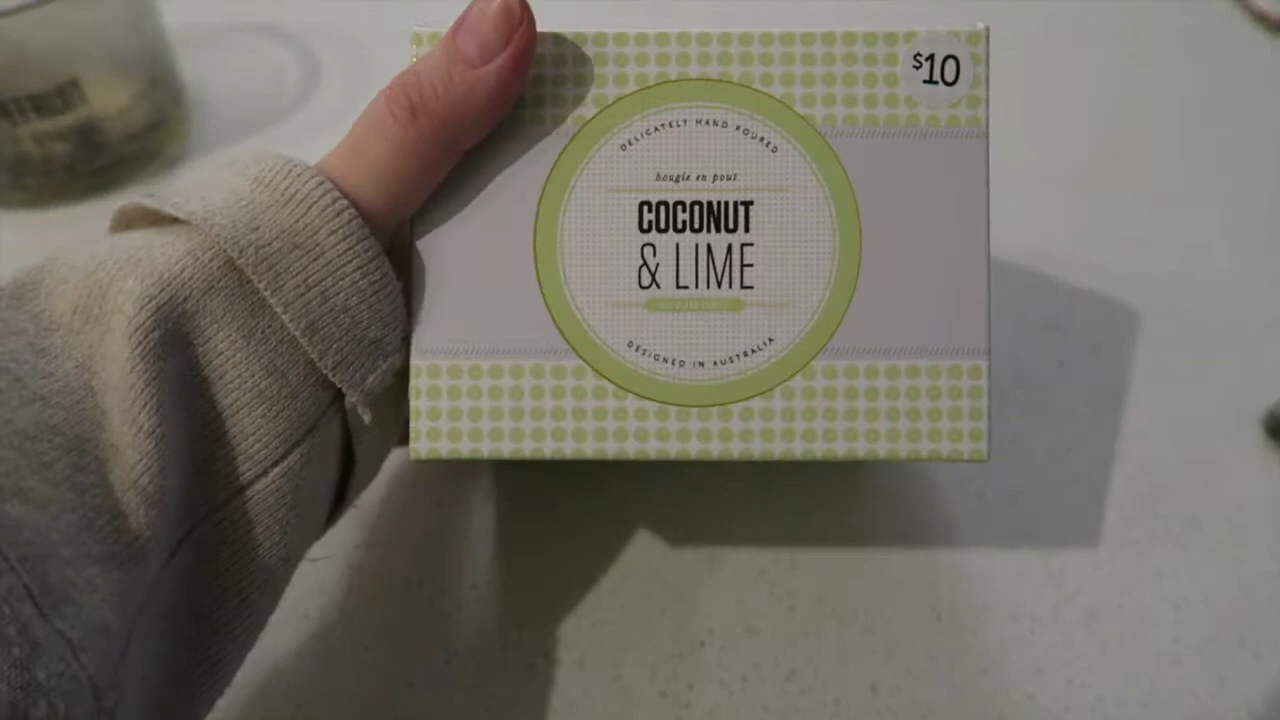 $10
DELICATELY HAND POURED
bougie en pout
COCONUT
& LIME
DESIGNED IN AUSTRALIA